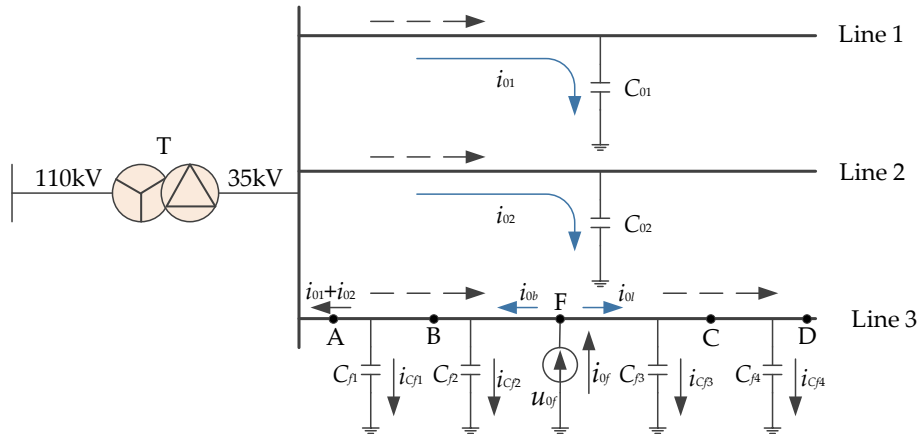 Line 1
i01
C01
T
110kV
35kV
Line 2
i02
C02
i01+i02
i0b
F
i0l
A
B
C
D
Line 3
Cf1
iCf1
Cf2
iCf2
u0f
i0f
Cf3
iCf3
Cf4
iCf4